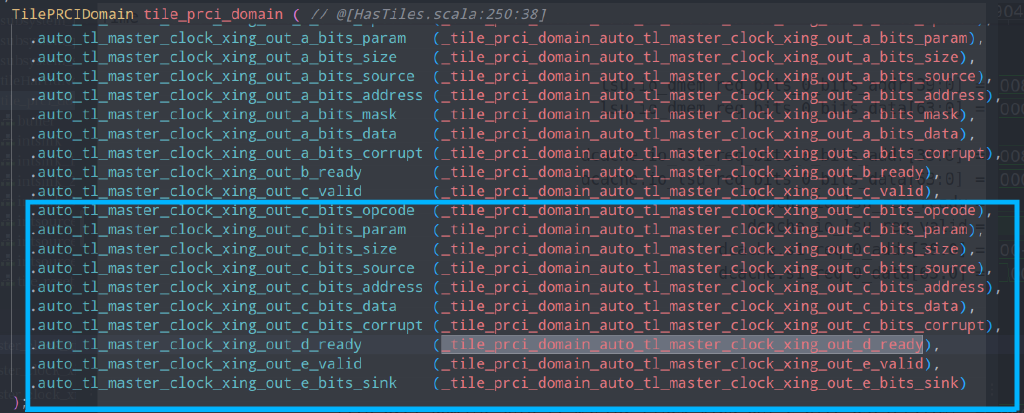 TilePRCIDomain tile_prci_domain ( // @[HasTiles.scala:250:38]
.auto_tl_master_clock_xing_out_a_bits_param (_tile_prci_domain_auto_tl_master_clock_xing_out_a_bits_param),
.auto_tl_master_clock_xing_out_a_bits_size (_tile_prci_domain_auto_tl_master_clock_xing_out_a_bits_size),
.auto_tl_master_clock_xing_out_a_bits_source (_tile_prci_domain_auto_tl_master_clock_xing_out_a_bits_source),
.auto_tl_master_clock_xing_out_a_bits_address (_tile_prci_domain_auto_tl_master_clock_xing_out_a_bits_address),
.auto_tl_master_clock_xing_out_a_bits_mask (_tile_prci_domain_auto_tl_master_clock_xing_out_a_bits_mask),
.auto_tl_master_clock_xing_out_a_bits_data (_tile_prci_domain_auto_tl_master_clock_xing_out_a_bits_data),
.auto_tl_master_clock_xing_out_a_bits_corrupt (_tile_prci_domain_auto_tl_master_clock_xing_out_a_bits_corrupt),
.auto_tl_master_clock_xing_out_b_ready (_tile_prci_domain_auto_tl_master_clock_xing_out_b_ready),
.auto_tl_master_clock_xing_out_c_valid (_tile_prci_domain_auto_tl_master_clock_xing_out_c_valid),
.auto_tl_master_clock_xing_out_c_bits_opcode (_tile_prci_domain_auto_tl_master_clock_xing_out_c_bits_opcode),
.auto_tl_master_clock_xing_out_c_bits_param (_tile_prci_domain_auto_tl_master_clock_xing_out_c_bits_param),
.auto_tl_master_clock_xing_out_c_bits_size (_tile_prci_domain_auto_tl_master_clock_xing_out_c_bits_size),
.auto_tl_master_clock_xing_out_c_bits_source (_tile_prci_domain_auto_tl_master_clock_xing_out_c_bits_source),
.auto_tl_master_clock_xing_out_c_bits_address (_tile_prci_domain_auto_tl_master_clock_xing_out_c_bits_address),
.auto_tl_master_clock_xing_out_c_bits_data (_tile_prci_domain_auto_tl_master_clock_xing_out_c_bits_data),
.auto_tl_master_clock_xing_out_c_bits_corrupt (_tile_prci_domain_auto_tl_master_clock_xing_out_c_bits_corrupt),
.auto_tl_master_clock_xing_out_d_ready (_tile_prci_domain_auto_tl_master_clock_xing_out_d_ready),
.auto_tl_master_clock_xing_out_e_valid (_tile_prci_domain_auto_tl_master_clock_xing_out_e_valid),
.auto_tl_master_clock_xing_out_e_bits_sink (_tile_prci_domain_auto_tl_master_clock_xing_out_e_bits_sink)
);